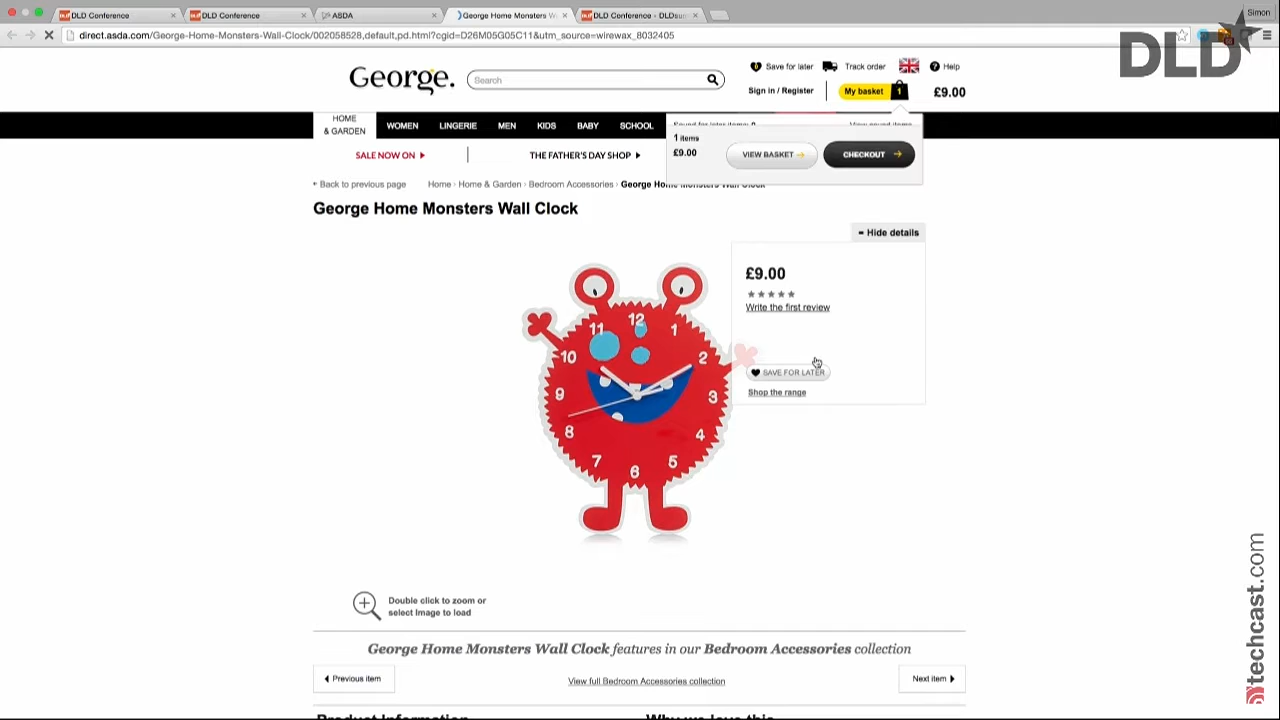 DLD Conference
DLD Conference
ASDA
George Home Monsters W
DLD Conference - DLDsum
Simon
direct.asda.com/George-Home-Monsters-Wall-Clock/002058528,default,pd.html?cgid=D26M05G05C11&utm_source=wirewax_8032405
DLD
George.
Search
Save for later
Track order
Help
Sign in / Register
My basket
1
£9.00
HOME
& GARDEN
WOMEN
LINGERIE
MEN
KIDS
BABY
SCHOOL
1 items
£9.00
VIEW BASKET
CHECKOUT
SALE NOW ON
THE FATHER'S DAY SHOP
Back to previous page
Home › Home & Garden › Bedroom Accessories › George Home Monsters Wall Clock
George Home Monsters Wall Clock
Hide details
£9.00
Write the first review
SAVE FOR LATER
Shop the range
12
11
1
10
2
9
3
8
4
7
5
6
Double click to zoom or
select image to load
George Home Monsters Wall Clock features in our Bedroom Accessories collection
Previous item
View full Bedroom Accessories collection
Next item
Product Information
Why we love this
techcast.com